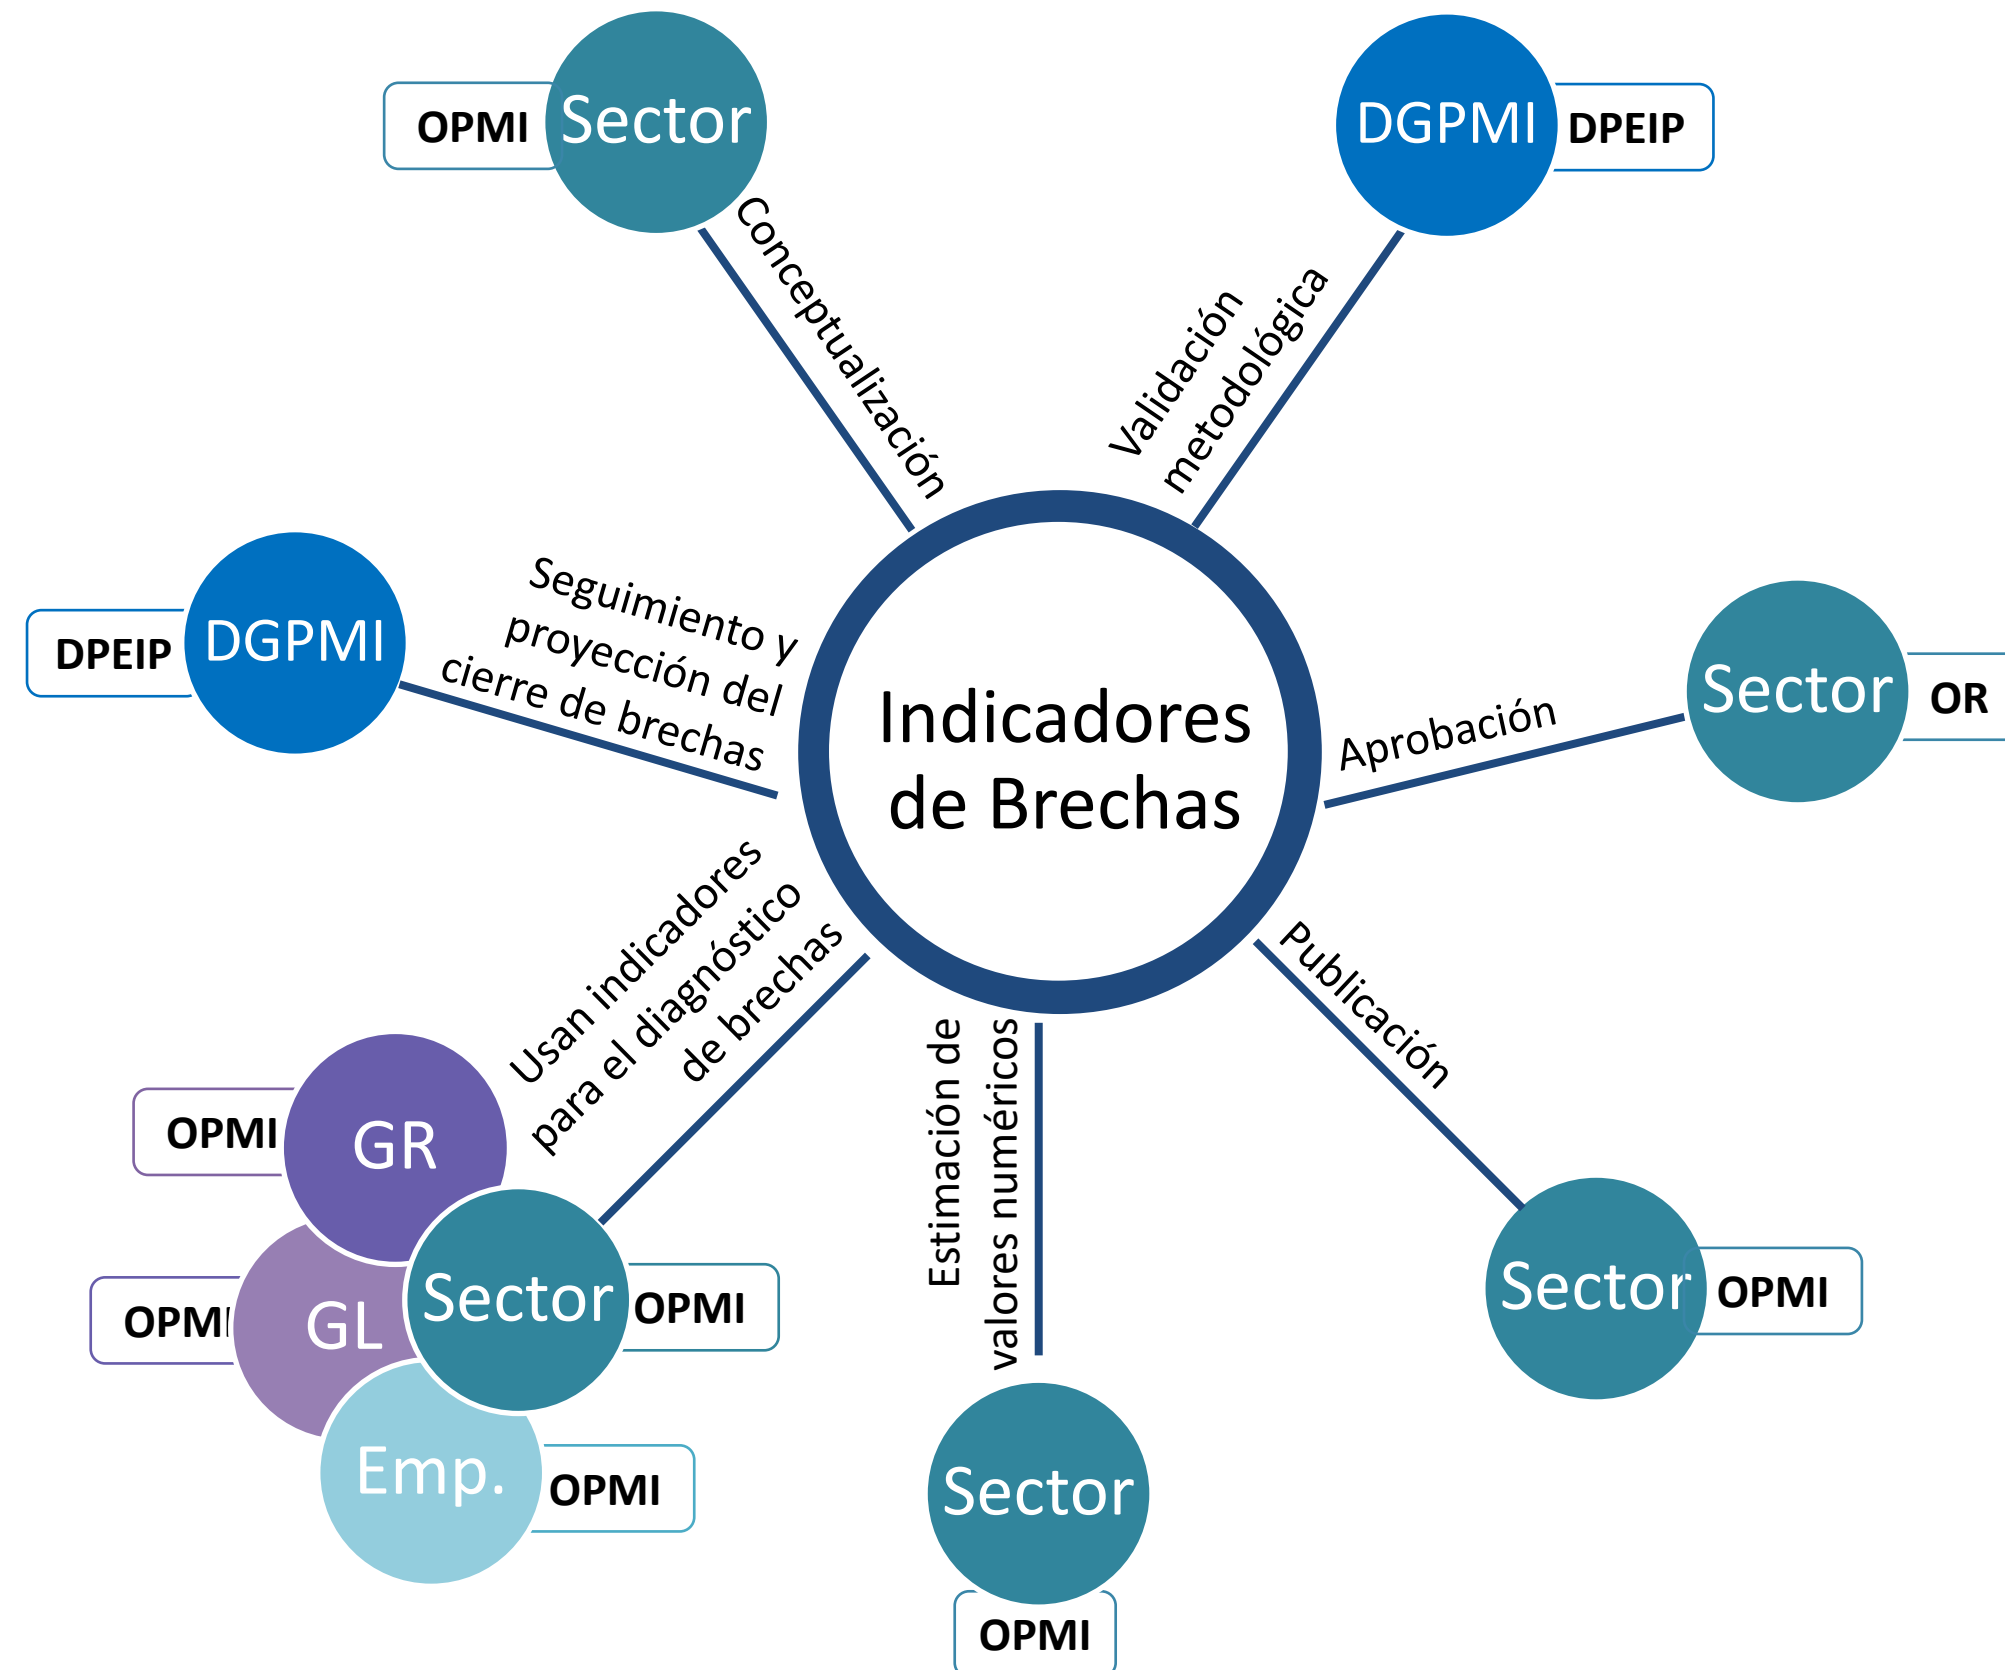 OPMI
Sector
Conceptualización
DGPMI
DPEIP
Validación
metodológica
Sector
OR
Aprobación
Publicación
Sector
OPMI
Estimación de
valores numéricos
Sector
OPMI
Usan indicadores
para el diagnóstico
de brechas
OPMI
GR
OPMI
GL
Sector
OPMI
Emp.
OPMI
DPEIP
DGPMI
Seguimiento y
proyección del
cierre de brechas
Indicadores
de Brechas